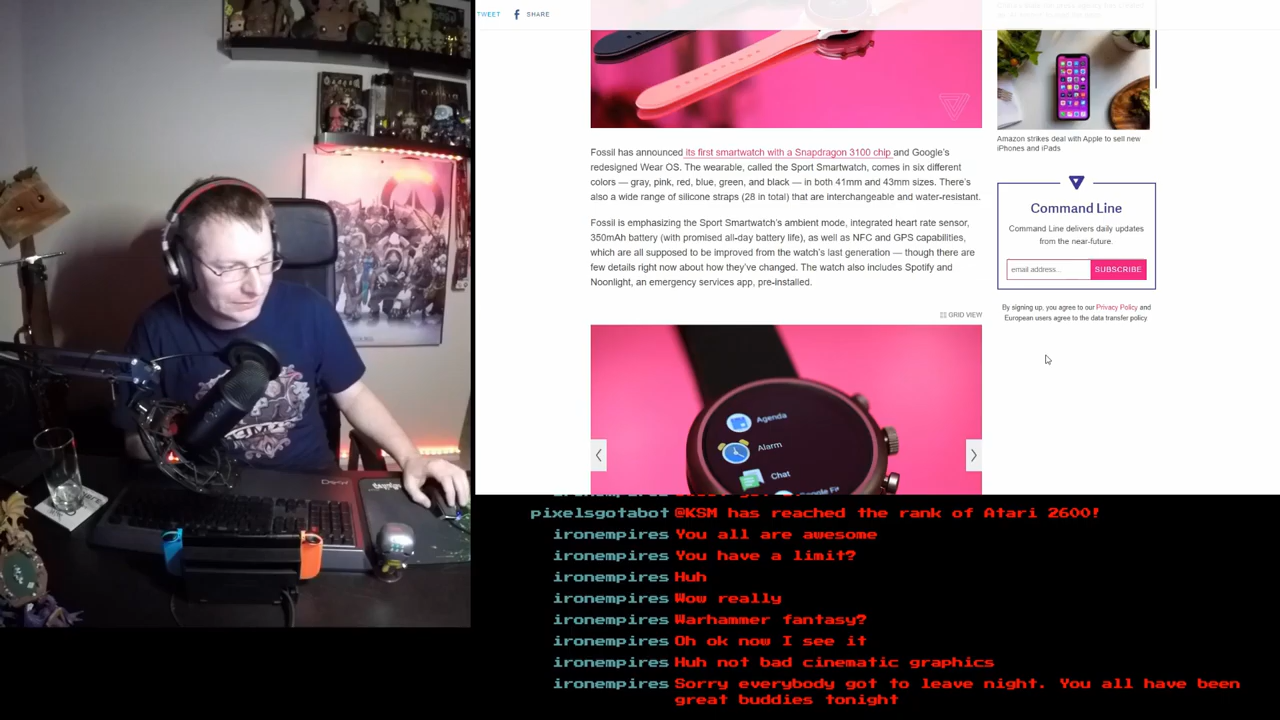 TWEET SHARE
Fossil has announced its first smartwatch with a Snapdragon 3100 chip and Google's
redesigned Wear OS. The wearable, called the Sport Smartwatch, comes in six different
colors — gray, pink, red, blue, green, and black — in both 41mm and 43mm sizes. There's
also a wide range of silicone straps (28 in total) that are interchangeable and water-resistant.
Fossil is emphasizing the Sport Smartwatch's ambient mode, integrated heart rate sensor,
350mAh battery (with promised all-day battery life), as well as NFC and GPS capabilities,
which are all supposed to be improved from the watch's last generation — though there are
few details right now about how they've changed. The watch also includes Spotify and
Noonlight, an emergency services app, pre-installed.
GRID VIEW
Agenda
Alarm
Chat
Amazon strikes deal with Apple to sell new
iPhones and iPads
Command Line
Command Line delivers daily updates
from the near-future.
email address... SUBSCRIBE
By signing up, you agree to our Privacy Policy and
European users agree to the data transfer policy
pixelsgotabot @KSM has reached the rank of Atari 2600!
ironempires You all are awesome
ironempires You have a limit?
ironempires Huh
ironempires Wow really
ironempires Warhammer fantasy?
ironempires Oh ok now I see it
ironempires Huh not bad cinematic graphics
ironempires Sorry everybody got to leave night. You all have been
great buddies tonight